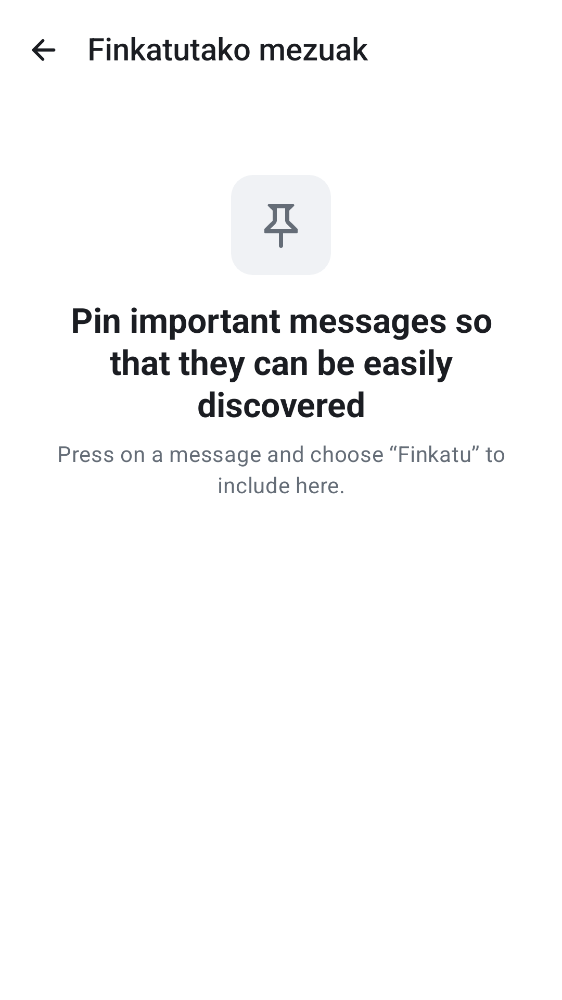 Finkatutako mezuak
Pin important messages so
that they can be easily
discovered
Press on a message and choose “Finkatu” to
include here.